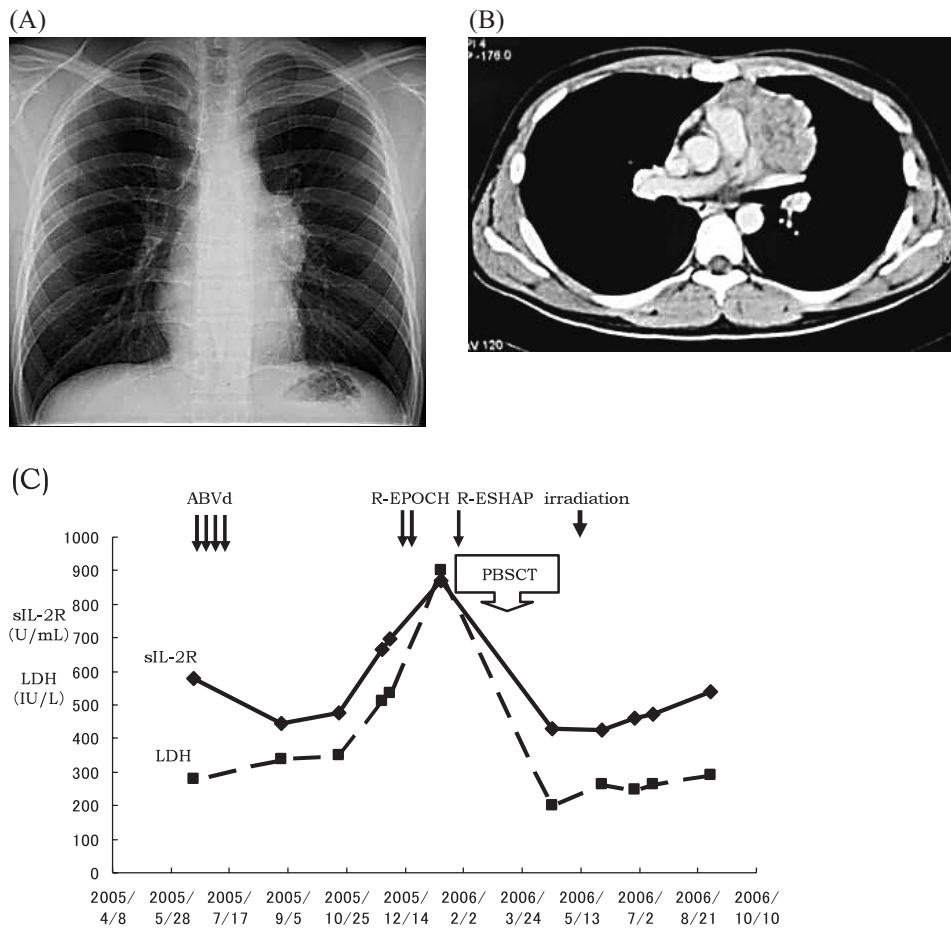 (A)
(B)
PI 4
P -176.0
V 120
(C)
ABVd
R-EPOCH R-ESHAP irradiation
1000
900
PBSCT
800
sIL-2R
(U/mL)
700
sIL-2R
600
LDH
(IU/L)
500
400
LDH
300
200
100
0
2005/ 2005/ 2005/ 2005/ 2005/ 2005/ 2006/ 2006/ 2006/ 2006/ 2006/ 2006/
4/8 5/28 7/17 9/5 10/25 12/14 2/2 3/24 5/13 7/2 8/21 10/10